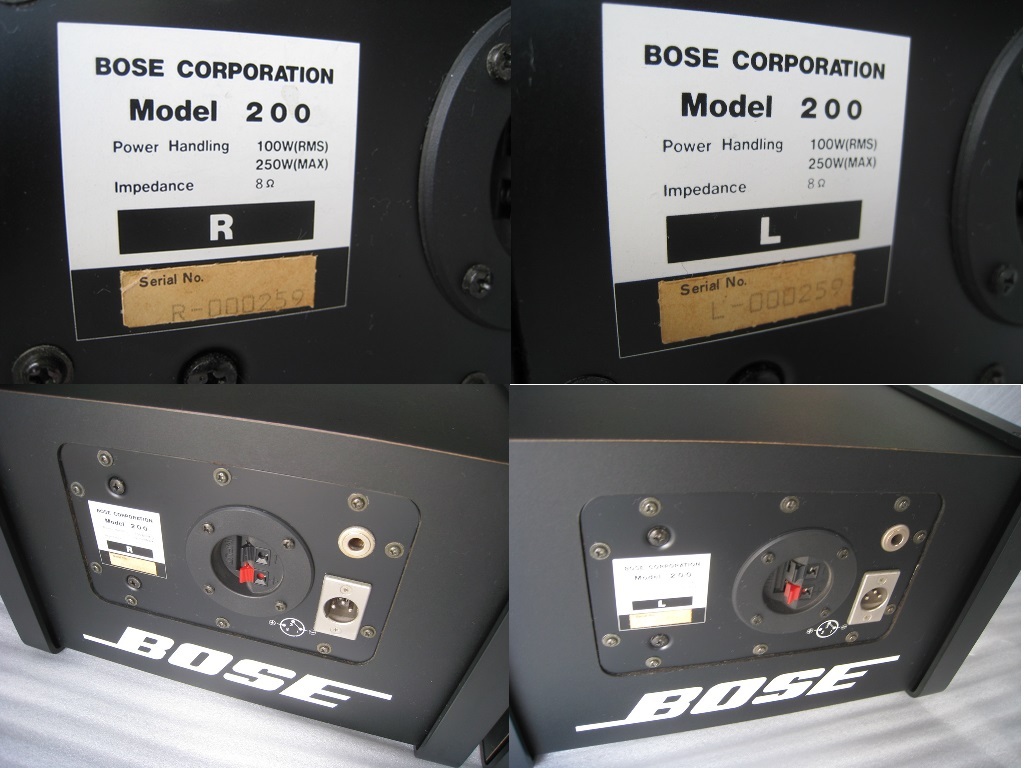 BOSE CORPORATION
Model 200
Power Handling 100W(RMS)
250W(MAX)
Impedance 8Ω
R
Serial No.
R-000259
BOSE CORPORATION
Model 200
Power Handling 100W(RMS)
250W(MAX)
Impedance 8Ω
L
Serial No.
L-000259
BOSE CORPORATION
Model 200
R
BOSE
BOSE CORPORATION
Model 200
L
BOSE